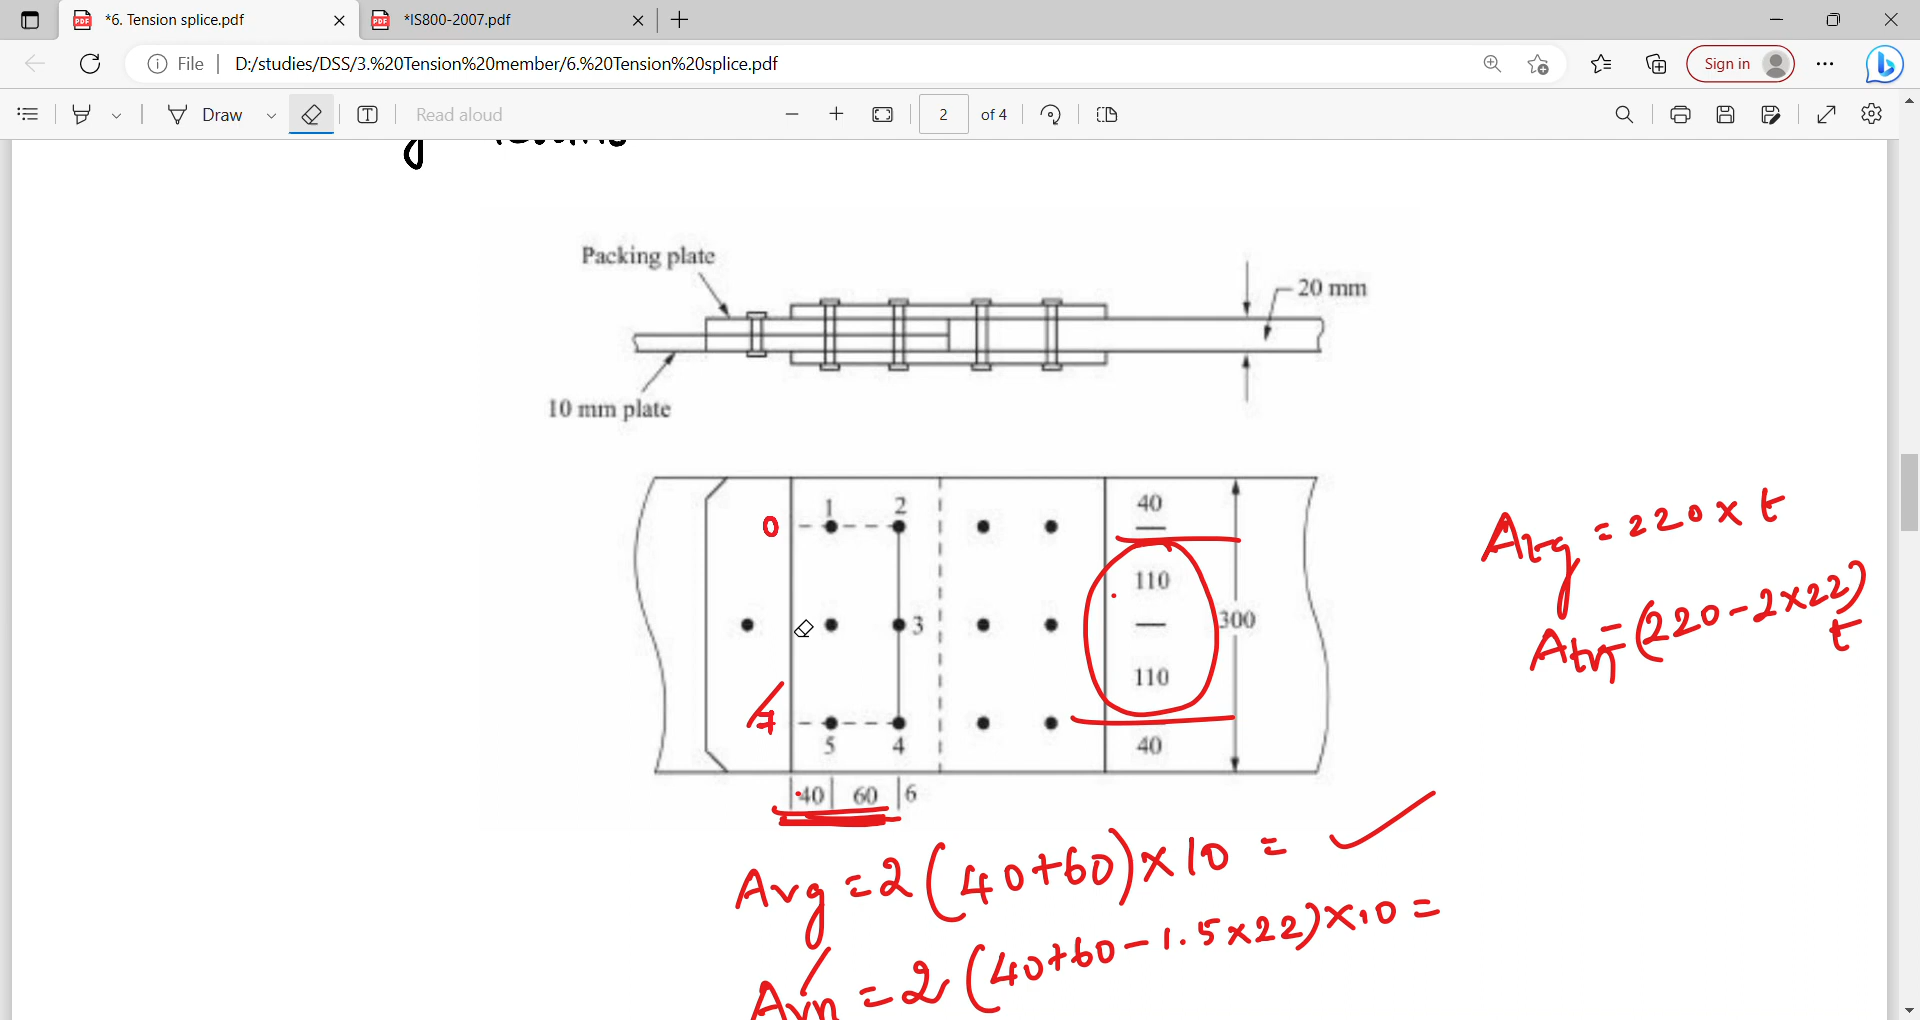 *6. Tension splice.pdf
*IS800-2007.pdf
File
D:/studies/DSS/3.%20Tension%20member/6.%20Tension%20splice.pdf
Sign in
Draw
Read aloud
2 of 4
Packing plate
20 mm
10 mm plate
1 2 40
0
110
3 300
110
7
5 4 40
40 60 6
Atg = 220 x t
Atn = (220-2x22) t
Avg = 2(40+60)x10 =
Avn = 2(40+60-1.5x22)x10 =